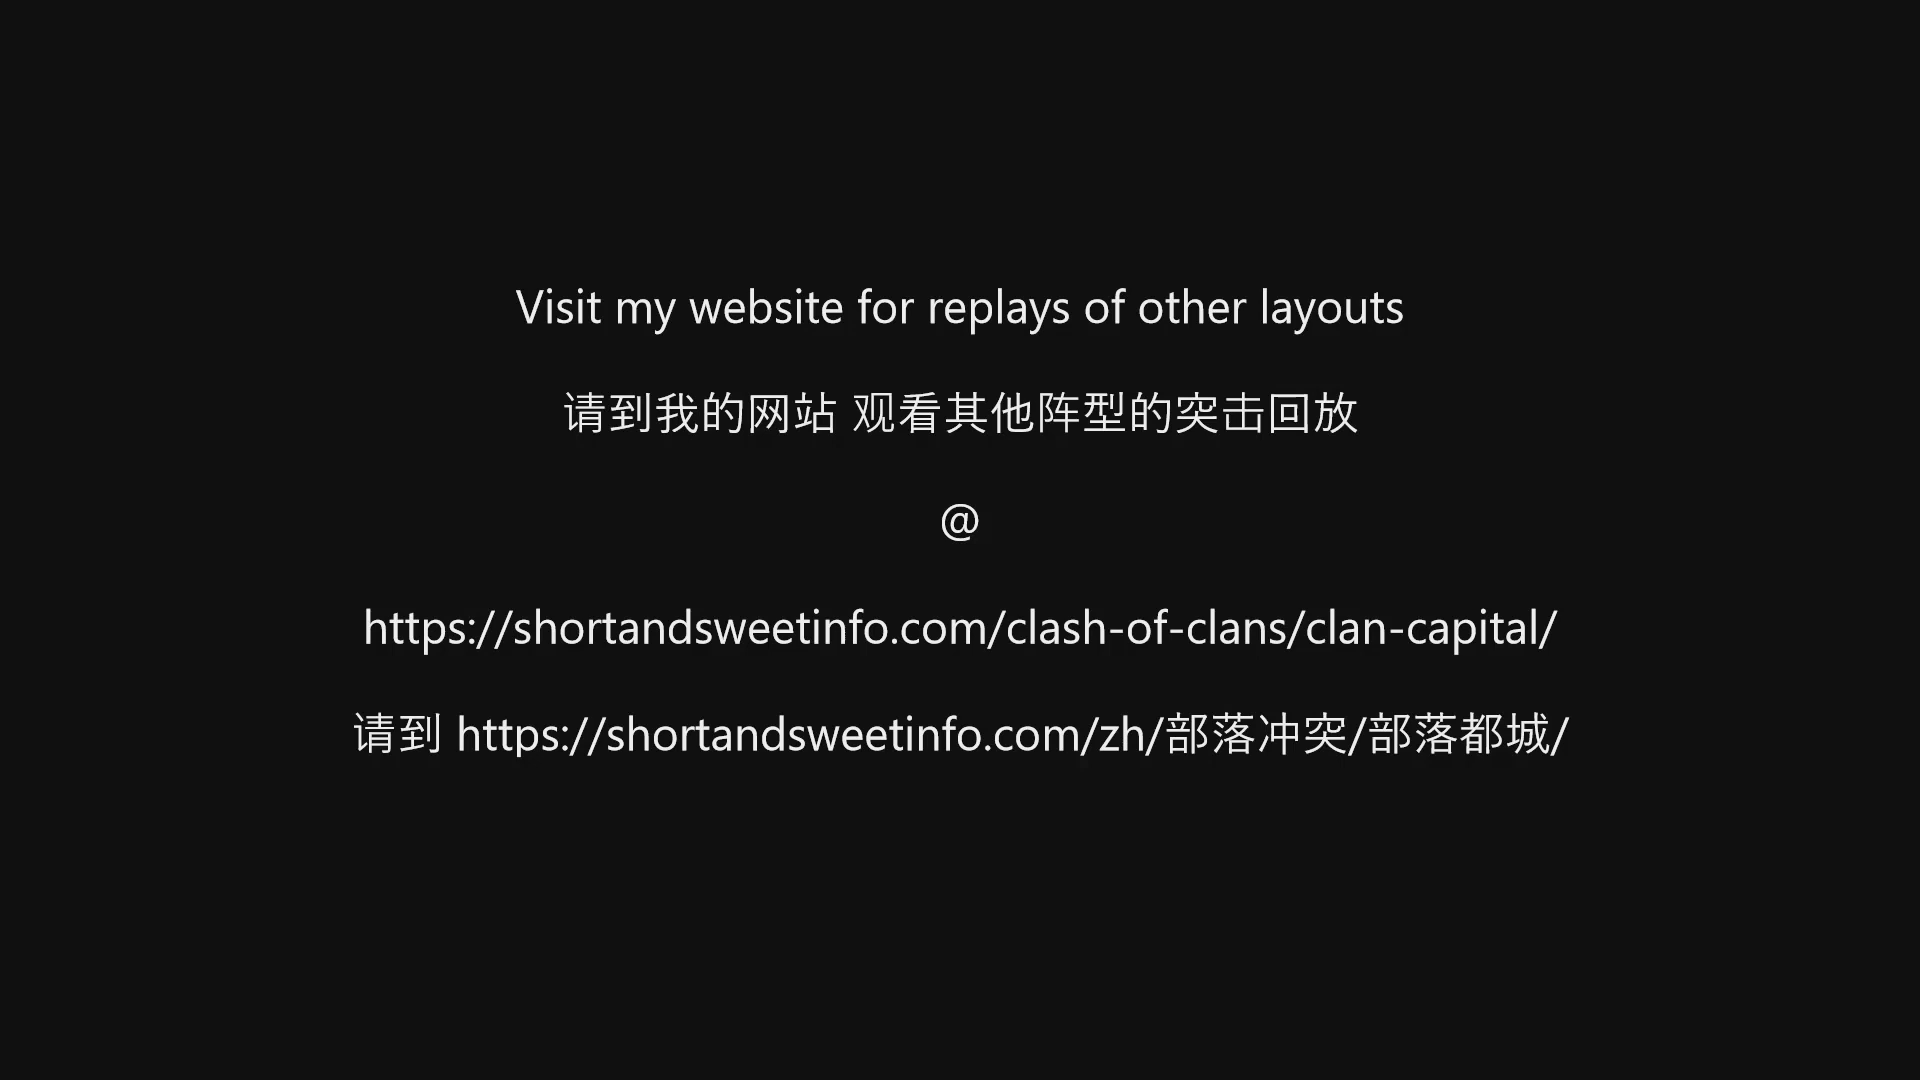 Visit my website for replays of other layouts
请到我的网站 观看其他阵型的突击回放
@
https://shortandsweetinfo.com/clash-of-clans/clan-capital/
请到 https://shortandsweetinfo.com/zh/部落冲突/部落都城/